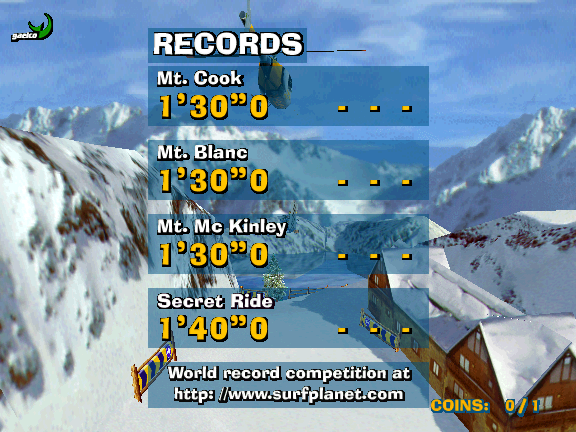 gaelco
RECORDS
Mt. Cook
1'30"0 - - -
Mt. Blanc
1'30"0 - - -
Mt. Mc Kinley
1'30"0 - - -
Secret Ride
1'40"0 - - -
World record competition at
http: //www.surfplanet.com
COINS: 0/1